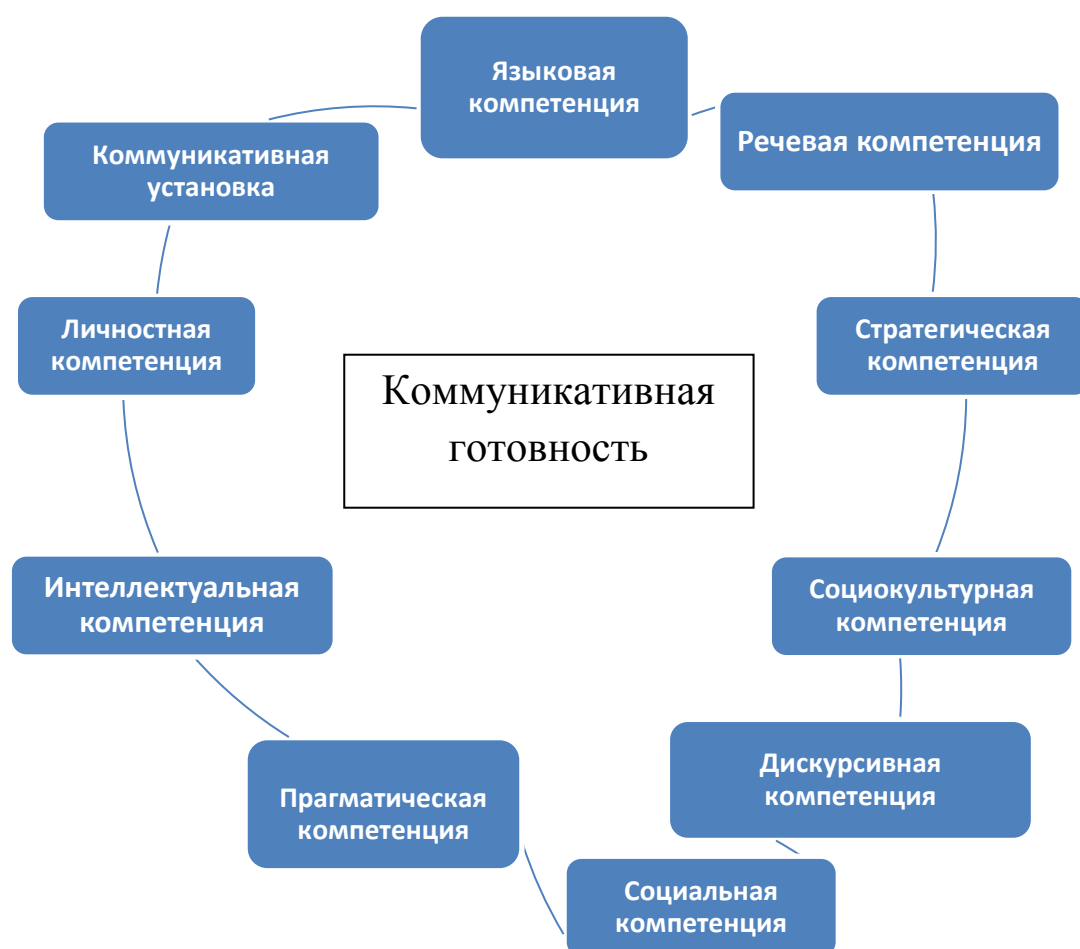 Языковая
компетенция
Речевая компетенция
Коммуникативная
установка
Личностная
компетенция
Стратегическая
компетенция
Коммуникативная
готовность
Интеллектуальная
компетенция
Социокультурная
компетенция
Дискурсивная
компетенция
Прагматическая
компетенция
Социальная
компетенция